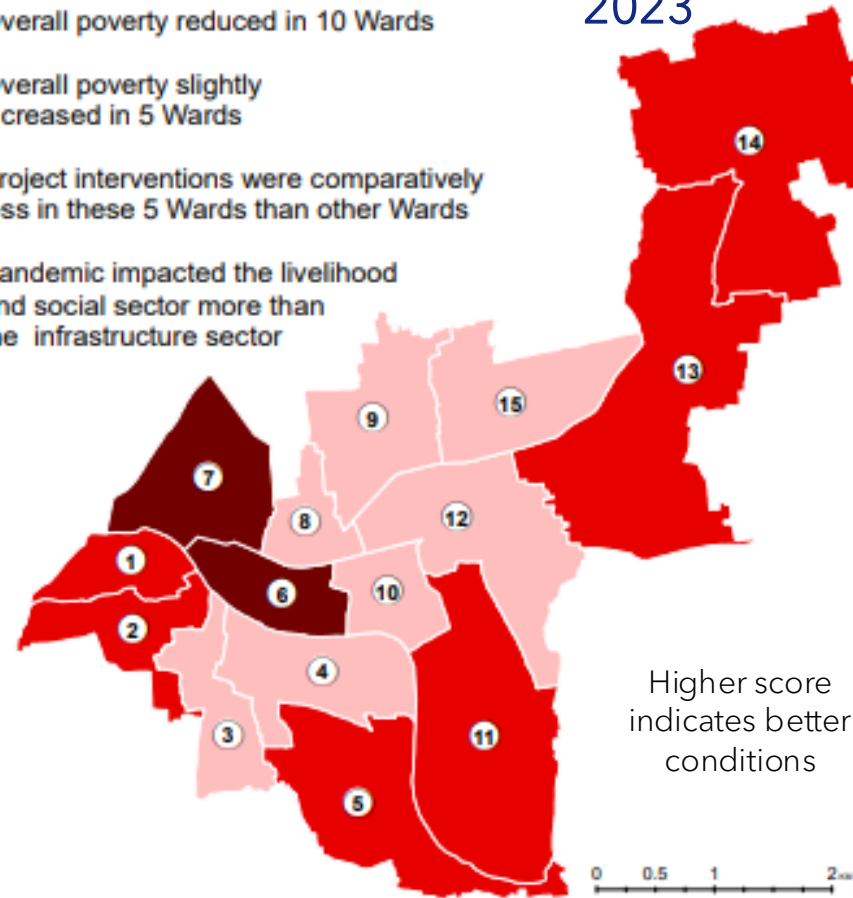 verall poverty reduced in 10 Wards
2023
verall poverty slightly
creased in 5 Wards
roject interventions were comparatively
ss in these 5 Wards than other Wards
andemic impacted the livelihood
nd social sector more than
e infrastructure sector
14
13
9
15
7
8
12
1
6
10
2
4
3
11
5
Higher score
indicates better
conditions
0 0.5 1 2